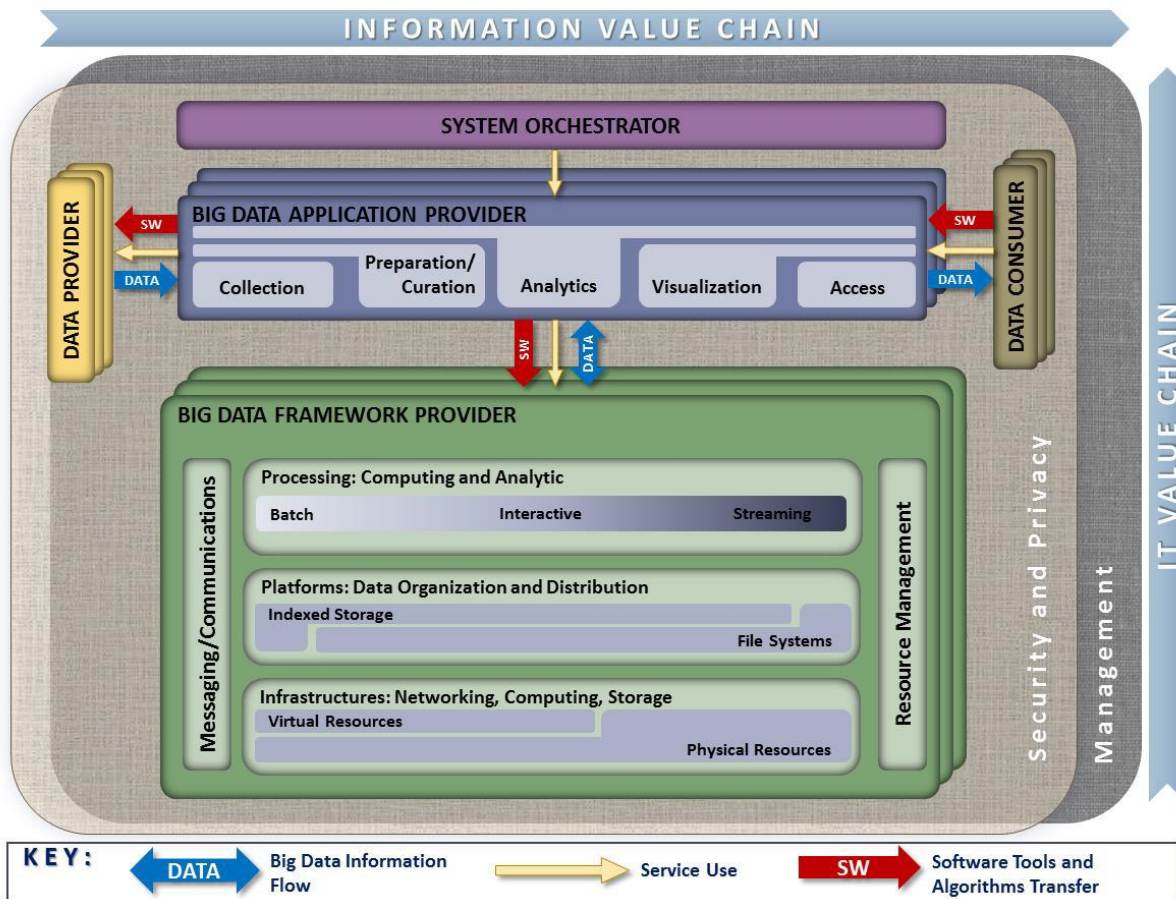 INFORMATION VALUE CHAIN
SYSTEM ORCHESTRATOR
DATA PROVIDER
SW
DATA
BIG DATA APPLICATION PROVIDER
Collection
Preparation/
Curation
Analytics
Visualization
Access
SW
DATA
DATA CONSUMER
SW
DATA
BIG DATA FRAMEWORK PROVIDER
Messaging/Communications
Processing: Computing and Analytic
Batch
Interactive
Streaming
Platforms: Data Organization and Distribution
Indexed Storage
File Systems
Infrastructures: Networking, Computing, Storage
Virtual Resources
Physical Resources
Resource Management
Security and Privacy
Management
IT VALUE CHAIN
KEY:
DATA
Big Data Information
Flow
Service Use
SW
Software Tools and
Algorithms Transfer